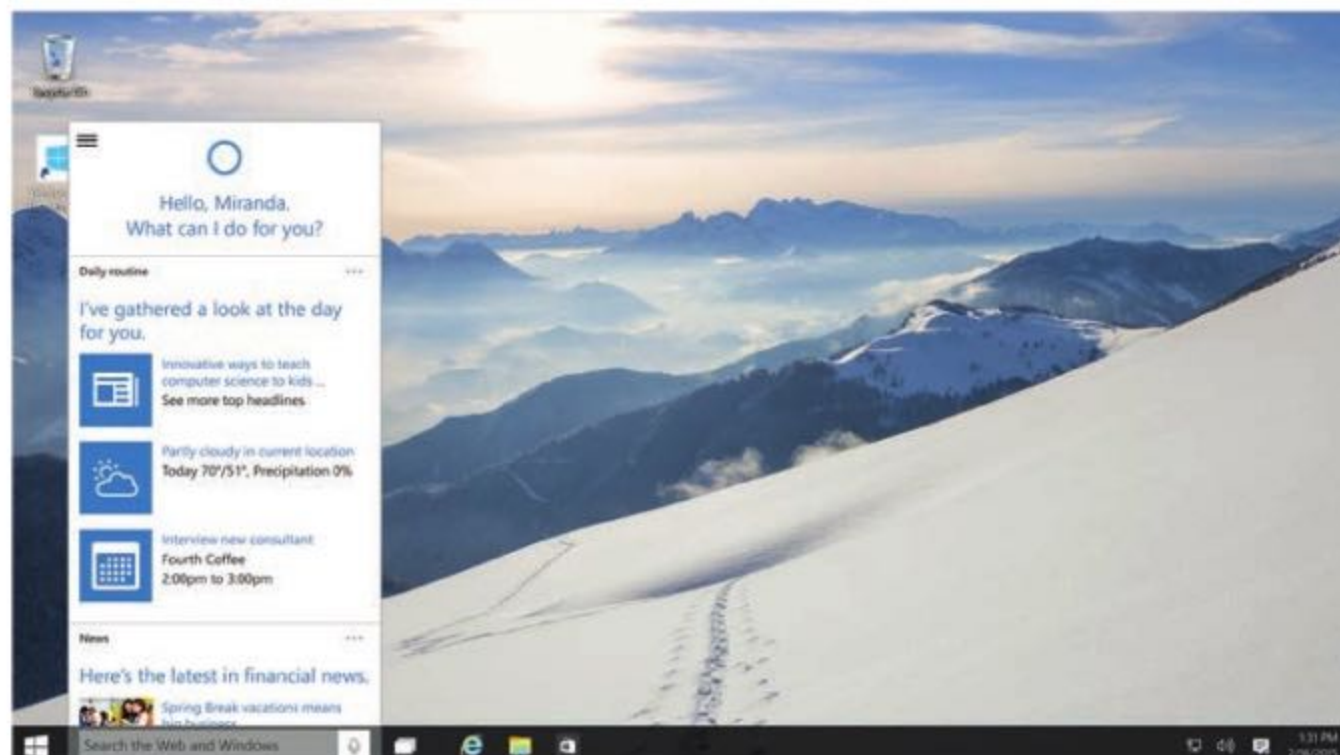 Hello, Miranda.
What can I do for you?
Daily routine
I've gathered a look at the day
for you.
Innovative ways to teach
computer science to kids ...
See more top headlines
Partly cloudy in current location
Today 70°/51°, Precipitation 0%
Interview new consultant
Fourth Coffee
2:00pm to 3:00pm
News
Here's the latest in financial news.
Spring Break vacations means
big business
Search the Web and Windows